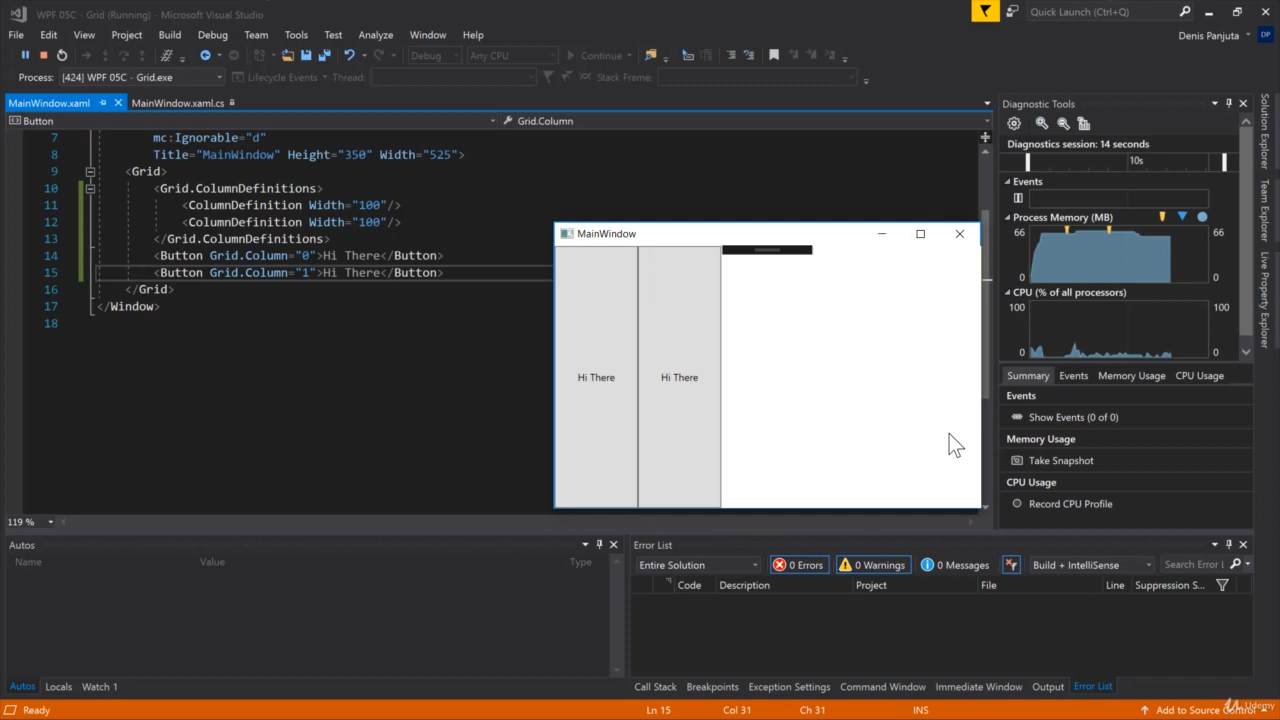 WPF 05C - Grid (Running) - Microsoft Visual Studio
Quick Launch (Ctrl+Q)
File Edit View Project Build Debug Team Tools Test Analyze Window Help
Denis Panjuta DP
Debug Any CPU Continue
Process: [424] WPF 05C - Grid.exe Lifecycle Events Thread: Stack Frame:
MainWindow.xaml MainWindow.xaml.cs
Button Grid.Column
7 mc:Ignorable="d"
8 Title="MainWindow" Height="350" Width="525">
9 <Grid>
10 <Grid.ColumnDefinitions>
11 <ColumnDefinition Width="100"/>
12 <ColumnDefinition Width="100"/>
13 </Grid.ColumnDefinitions>
14 <Button Grid.Column="0">Hi There</Button>
15 <Button Grid.Column="1">Hi There</Button>
16 </Grid>
17 </Window>
18
119 %
MainWindow
Hi There Hi There
Diagnostic Tools
Diagnostics session: 14 seconds
10s
Events
Process Memory (MB)
66 66
0 0
CPU (% of all processors)
100 100
0 0
Summary Events Memory Usage CPU Usage
Events
Show Events (0 of 0)
Memory Usage
Take Snapshot
CPU Usage
Record CPU Profile
Solution Explorer
Team Explorer
Live Property Explorer
Autos
Name Value Type
Autos Locals Watch 1
Error List
Entire Solution 0 Errors 0 Warnings 0 Messages Build + IntelliSense Search Error L
Code Description Project File Line Suppression S...
Call Stack Breakpoints Exception Settings Command Window Immediate Window Output Error List
Ready Ln 15 Col 31 Ch 31 INS Add to Source Control
Udemy